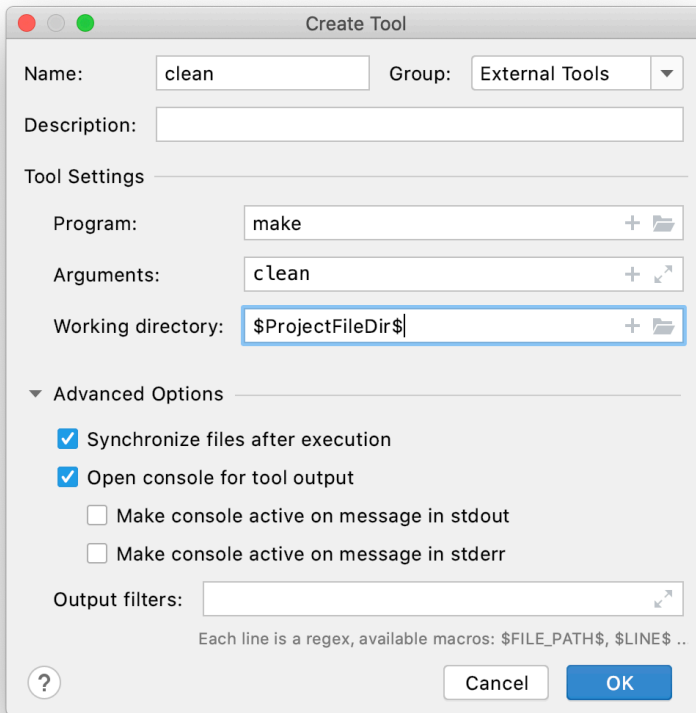 Create Tool
Name: clean Group: External Tools
Description:
Tool Settings
Program: make
Arguments: clean
Working directory: $ProjectFileDir$
Advanced Options
Synchronize files after execution
Open console for tool output
Make console active on message in stdout
Make console active on message in stderr
Output filters:
Each line is a regex, available macros: $FILE_PATH$, $LINE$ ..
? Cancel OK